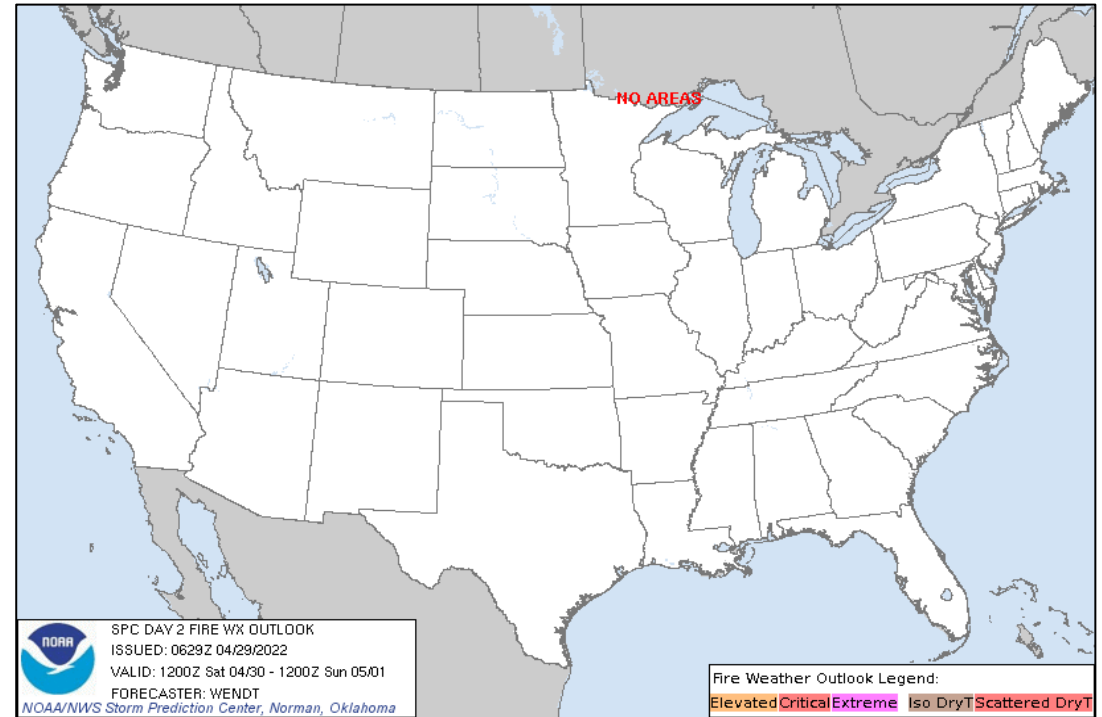 NO AREAS
NOAA
SPC DAY 2 FIRE WX OUTLOOK
ISSUED: 0629Z 04/29/2022
VALID: 1200Z Sat 04/30 - 1200Z Sun 05/01
FORECASTER: WENDT
NOAA/NWS Storm Prediction Center, Norman, Oklahoma
Fire Weather Outlook Legend:
Elevated Critical Extreme Iso DryT Scattered DryT